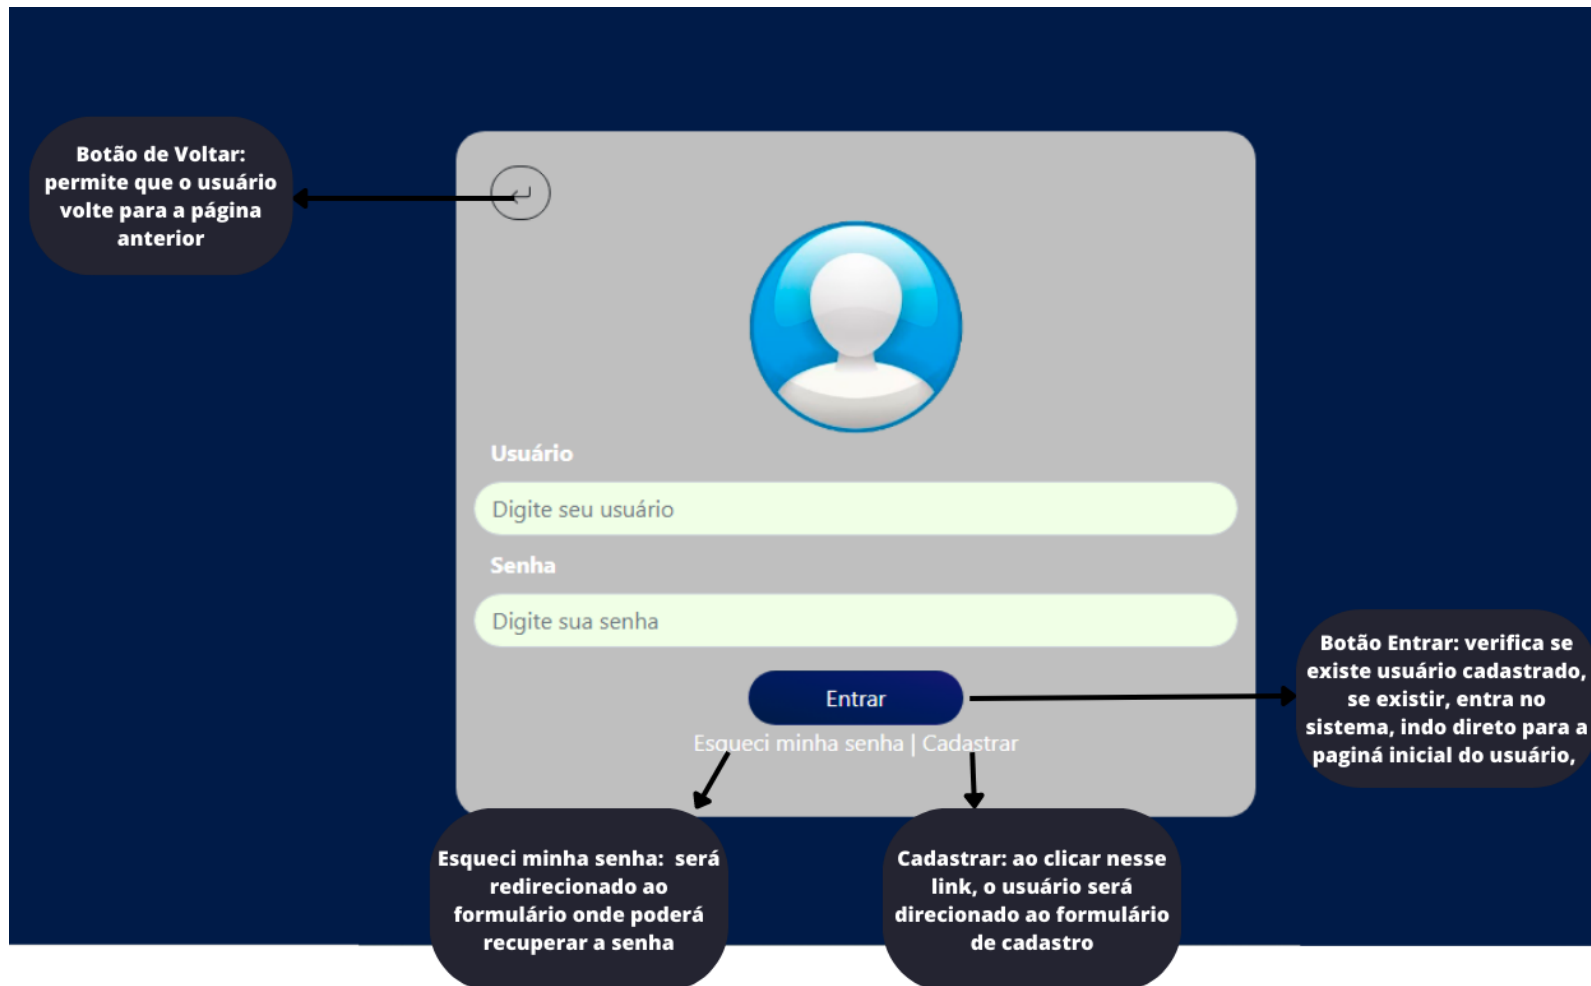 Botão de Voltar:
permite que o usuário
volte para a página
anterior
Usuário
Digite seu usuário
Senha
Digite sua senha
Entrar
Esqueci minha senha | Cadastrar
Botão Entrar: verifica se
existe usuário cadastrado,
se existir, entra no
sistema, indo direto para a
paginá inicial do usuário,
Esqueci minha senha: será
redirecionado ao
formulário onde poderá
recuperar a senha
Cadastrar: ao clicar nesse
link, o usuário será
direcionado ao formulário
de cadastro